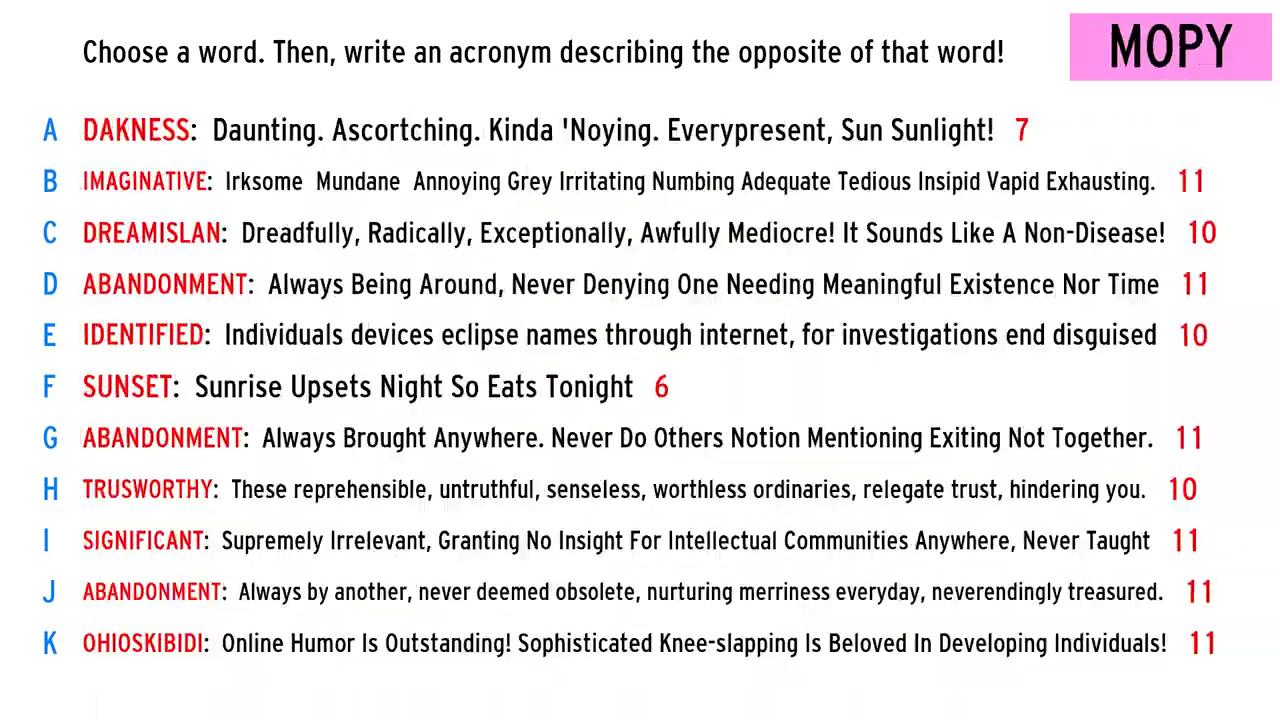 Choose a word. Then, write an acronym describing the opposite of that word!
MOPY
A DAKNESS: Daunting. Ascortching. Kinda 'Noying. Everypresent, Sun Sunlight! 7
B IMAGINATIVE: Irksome Mundane Annoying Grey Irritating Numbing Adequate Tedious Insipid Vapid Exhausting. 11
C DREAMISLAN: Dreadfully, Radically, Exceptionally, Awfully Mediocre! It Sounds Like A Non-Disease! 10
D ABANDONMENT: Always Being Around, Never Denying One Needing Meaningful Existence Nor Time 11
E IDENTIFIED: Individuals devices eclipse names through internet, for investigations end disguised 10
F SUNSET: Sunrise Upsets Night So Eats Tonight 6
G ABANDONMENT: Always Brought Anywhere. Never Do Others Notion Mentioning Exiting Not Together. 11
H TRUSWORTHY: These reprehensible, untruthful, senseless, worthless ordinaries, relegate trust, hindering you. 10
I SIGNIFICANT: Supremely Irrelevant, Granting No Insight For Intellectual Communities Anywhere, Never Taught 11
J ABANDONMENT: Always by another, never deemed obsolete, nurturing merriness everyday, neverendingly treasured. 11
K OHIOSKIBIDI: Online Humor Is Outstanding! Sophisticated Knee-slapping Is Beloved In Developing Individuals! 11